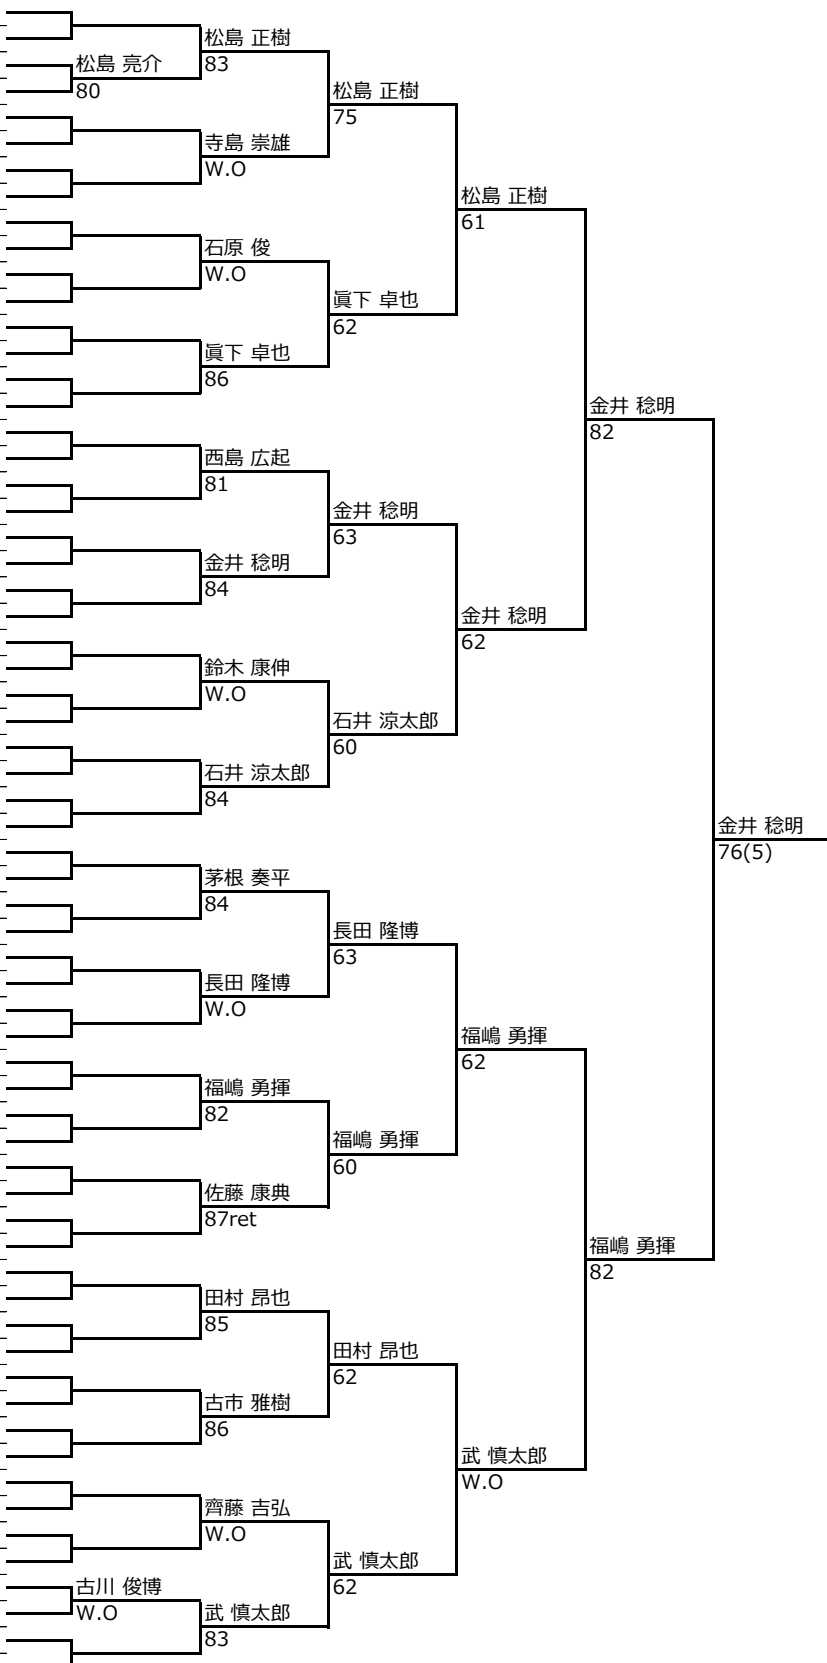 松島 正樹
松島 亮介
83
80
松島 正樹
75
寺島 崇雄
W.O
松島 正樹
61
石原 俊
W.O
眞下 卓也
62
眞下 卓也
86
金井 稔明
82
西島 広起
81
金井 稔明
63
金井 稔明
84
金井 稔明
62
鈴木 康伸
W.O
石井 涼太郎
60
石井 涼太郎
84
金井 稔明
76(5)
茅根 奏平
84
長田 隆博
63
長田 隆博
W.O
福嶋 勇揮
62
福嶋 勇揮
82
福嶋 勇揮
60
佐藤 康典
87ret
福嶋 勇揮
82
田村 昂也
85
田村 昂也
62
古市 雅樹
86
武 慎太郎
W.O
齊藤 吉弘
W.O
武 慎太郎
62
古川 俊博
W.O
武 慎太郎
83